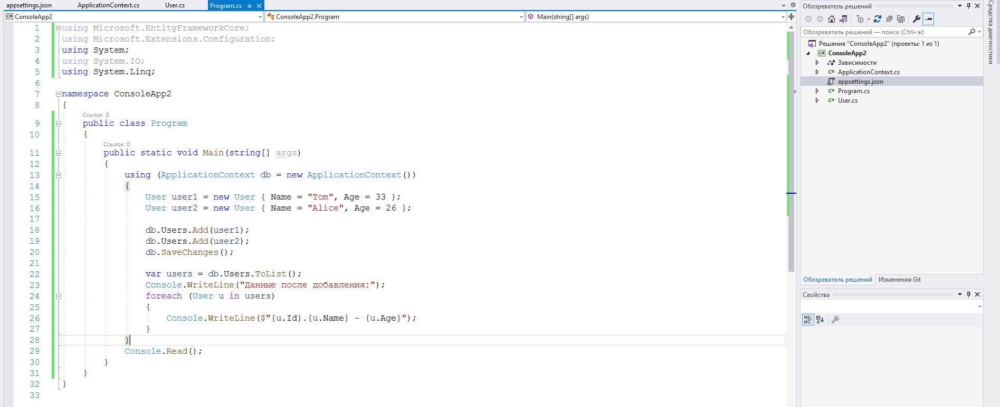 appsettings.json ApplicationContext.cs User.cs Program.cs
ConsoleApp2 ConsoleApp2.Program Main(string[] args)
1 using Microsoft.EntityFrameworkCore;
2 using Microsoft.Extensions.Configuration;
3 using System;
4 using System.IO;
5 using System.Linq;
6
7 namespace ConsoleApp2
8 {
Ссылок: 0
9 public class Program
10 {
Ссылок: 0
11 public static void Main(string[] args)
12 {
13 using (ApplicationContext db = new ApplicationContext())
14 {
15 User user1 = new User { Name = "Tom", Age = 33 };
16 User user2 = new User { Name = "Alice", Age = 26 };
17
18 db.Users.Add(user1);
19 db.Users.Add(user2);
20 db.SaveChanges();
21
22 var users = db.Users.ToList();
23 Console.WriteLine("Данные после добавления:");
24 foreach (User u in users)
25 {
26 Console.WriteLine($"{u.Id}.{u.Name} - {u.Age}");
27 }
28 }
29 Console.Read();
30 }
31 }
32 }
33
Обозреватель решений
Обозреватель решений — поиск (Ctrl+ж)
Решение "ConsoleApp2" (проекты: 1 из 1)
ConsoleApp2
Зависимости
ApplicationContext.cs
appsettings.json
Program.cs
User.cs
Обозреватель решений Изменения Git
Свойства
Средства диагностики